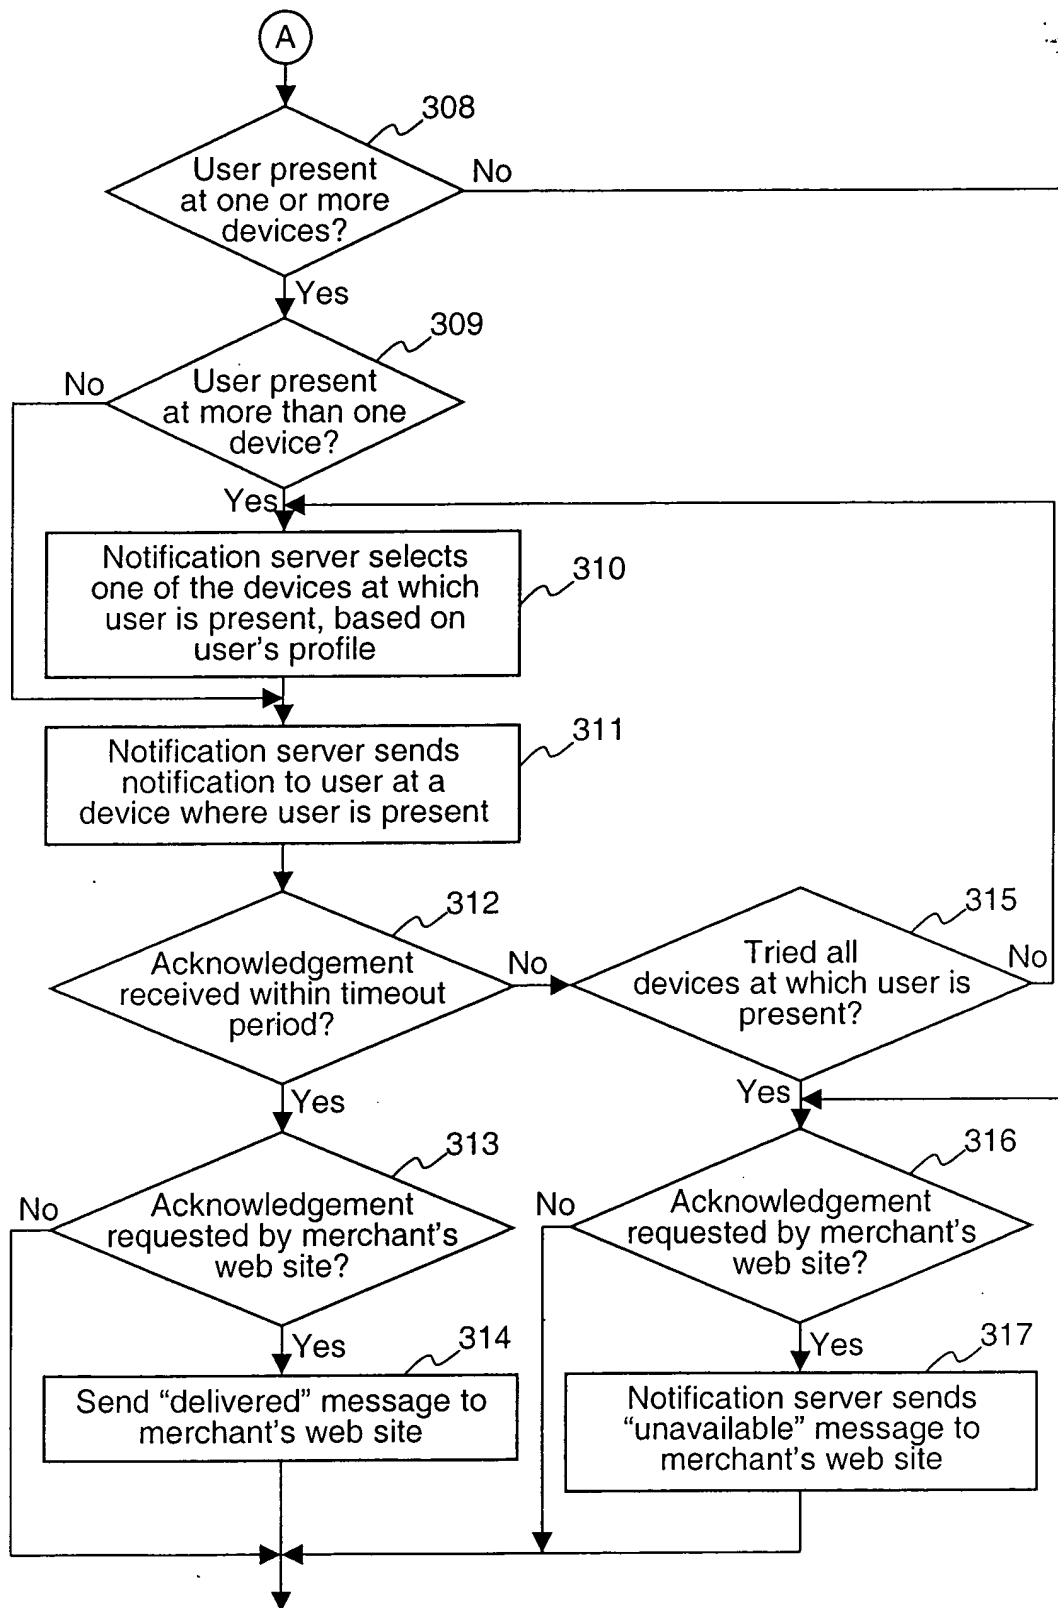 A
308
User present
at one or more
devices?
No
Yes
309
User present
at more than one
device?
No
Yes
Notification server selects
one of the devices at which
user is present, based on
user's profile
310
Notification server sends
notification to user at a
device where user is present
311
312
Acknowledgement
received within timeout
period?
No
Yes
315
Tried all
devices at which user is
present?
No
Yes
313
Acknowledgement
requested by merchant's
web site?
No
Yes
316
Acknowledgement
requested by merchant's
web site?
No
Yes
314
Send “delivered” message to
merchant's web site
317
Notification server sends
“unavailable” message to
merchant's web site